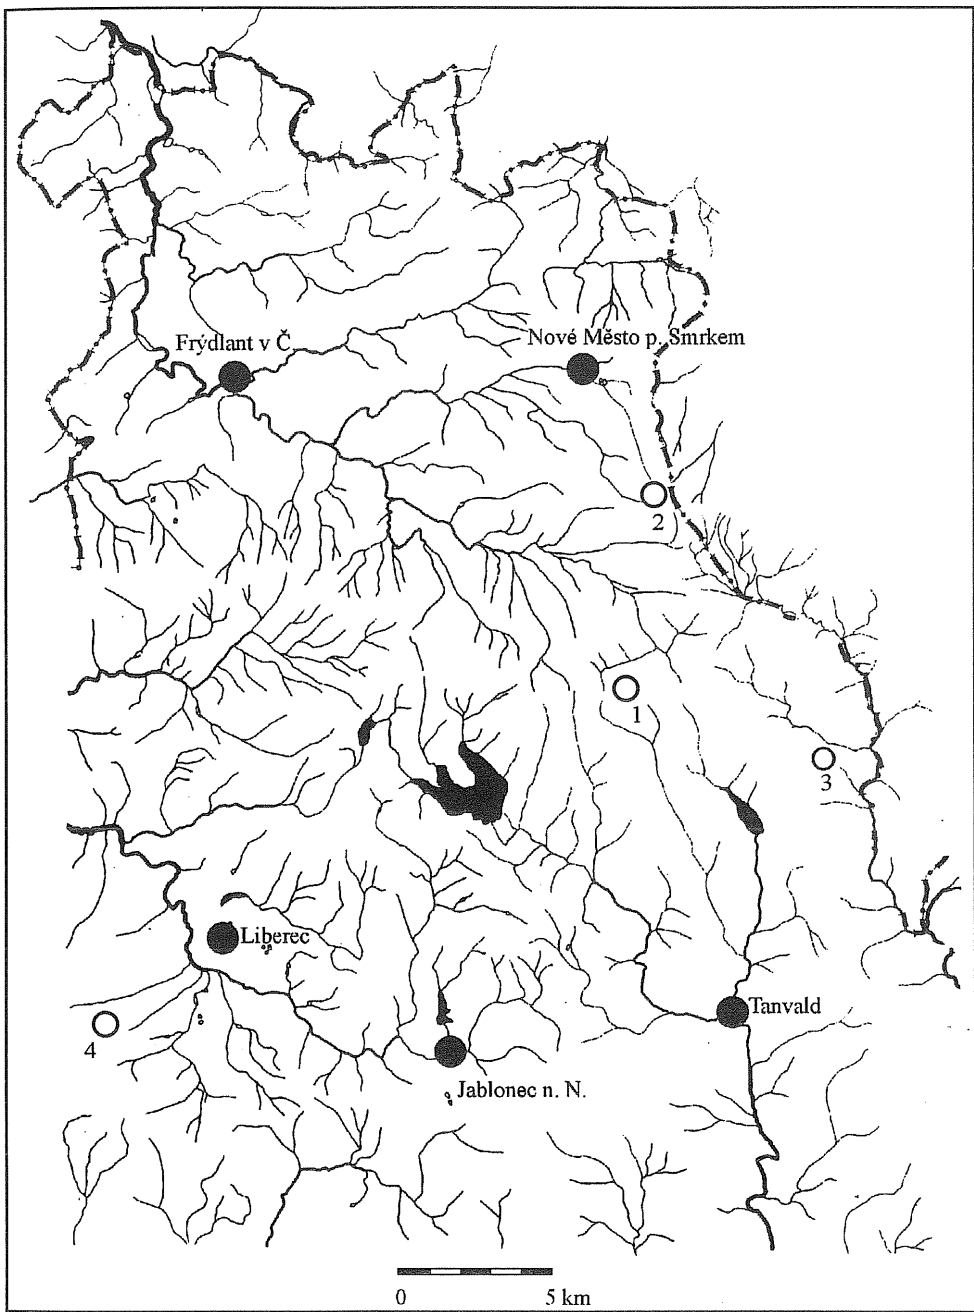 Frýdlant v Č.
Nové Město p. Smrkem
2
1
3
Liberec
4
Tanvald
Jablonec n. N.
0 5 km